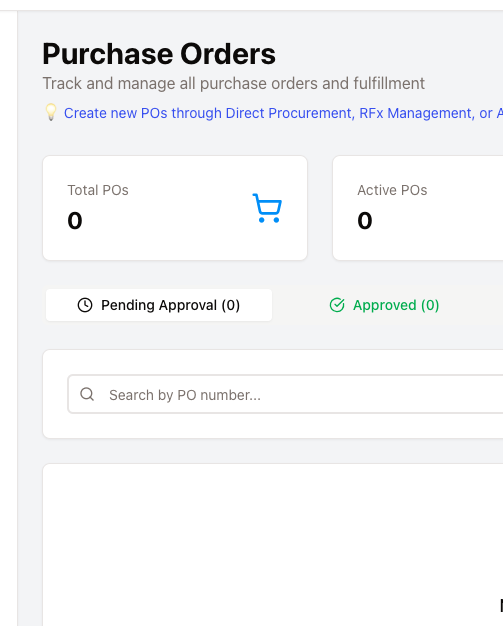 Purchase Orders
Track and manage all purchase orders and fulfillment
💡 Create new POs through Direct Procurement, RFx Management, or A
Total POs
0
Active POs
0
Pending Approval (0)
Approved (0)
Search by PO number...